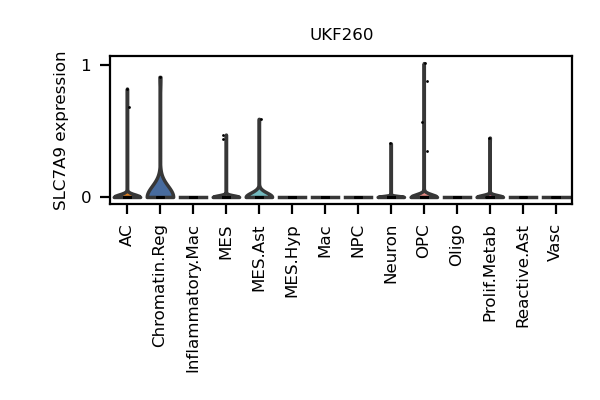 UKF260
SLC7A9 expression
1
0
AC
Chromatin.Reg
Inflammatory.Mac
MES
MES.Ast
MES.Hyp
Mac
NPC
Neuron
OPC
Oligo
Prolif.Metab
Reactive.Ast
Vasc